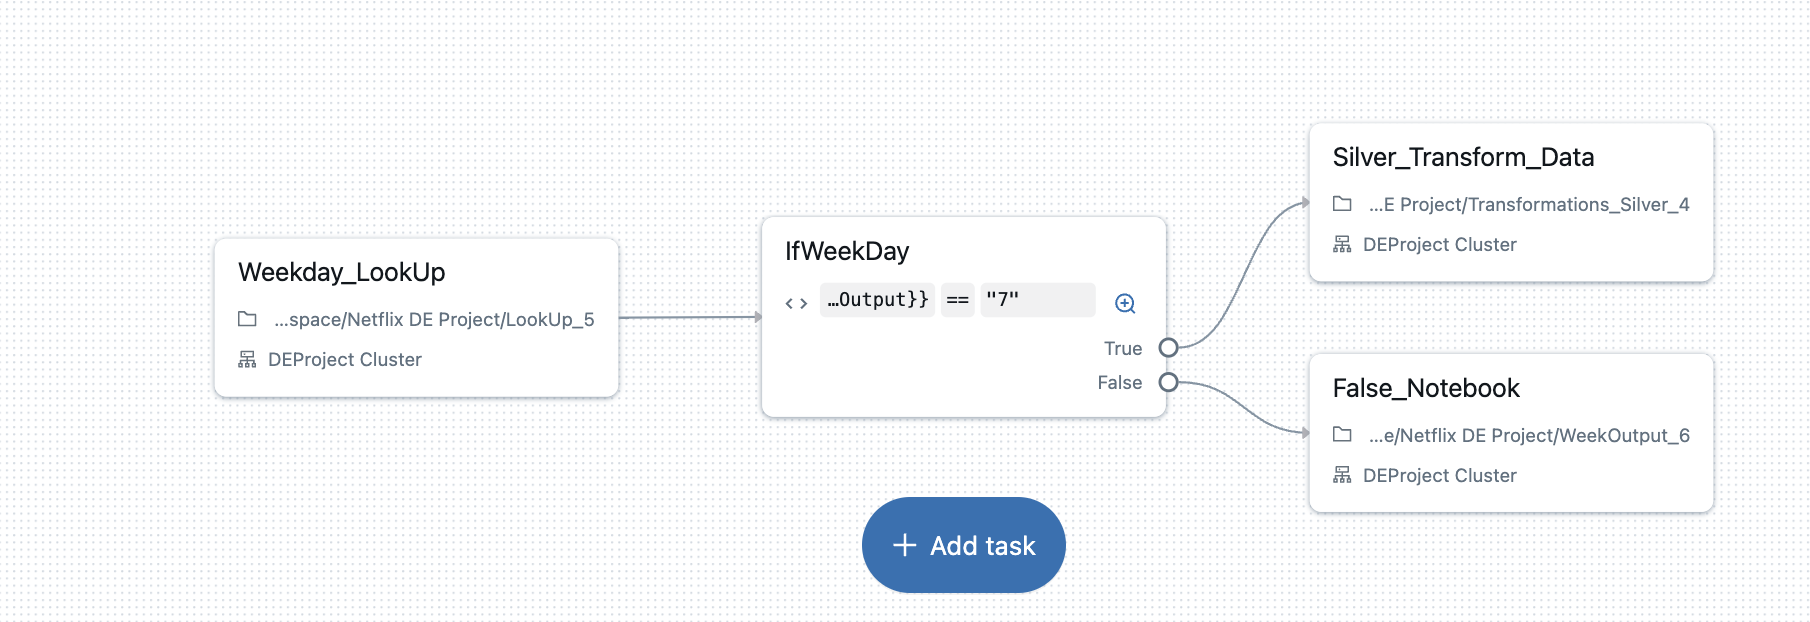 Weekday_LookUp
...space/Netflix DE Project/LookUp_5
DEProject Cluster
IfWeekDay
…Output}} == "7"
True
False
Silver_Transform_Data
...E Project/Transformations_Silver_4
DEProject Cluster
False_Notebook
...e/Netflix DE Project/WeekOutput_6
DEProject Cluster
+ Add task